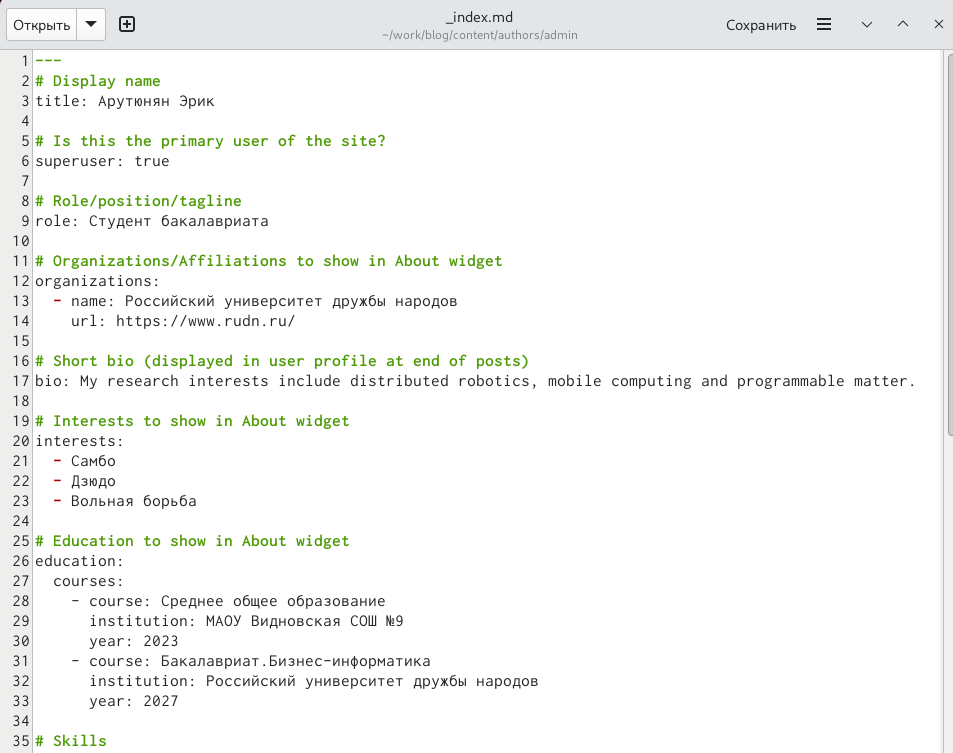 Открыть
_index.md
~/work/blog/content/authors/admin
Сохранить
1 ---
2 # Display name
3 title: Арутюнян Эрик
4
5 # Is this the primary user of the site?
6 superuser: true
7
8 # Role/position/tagline
9 role: Студент бакалавриата
10
11 # Organizations/Affiliations to show in About widget
12 organizations:
13   - name: Российский университет дружбы народов
14     url: https://www.rudn.ru/
15
16 # Short bio (displayed in user profile at end of posts)
17 bio: My research interests include distributed robotics, mobile computing and programmable matter.
18
19 # Interests to show in About widget
20 interests:
21   - Самбо
22   - Дзюдо
23   - Вольная борьба
24
25 # Education to show in About widget
26 education:
27   courses:
28     - course: Среднее общее образование
29       institution: МАОУ Видновская СОШ №9
30       year: 2023
31     - course: Бакалавриат.Бизнес-информатика
32       institution: Российский университет дружбы народов
33       year: 2027
34
35 # Skills